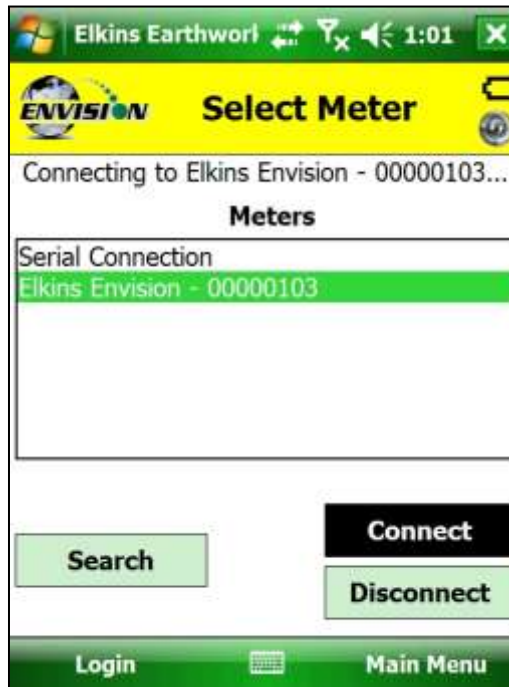 Elkins Earthworl 1:01
ENVISION Select Meter
Connecting to Elkins Envision - 00000103...
Meters
Serial Connection
Elkins Envision - 00000103
Connect
Search
Disconnect
Login Main Menu